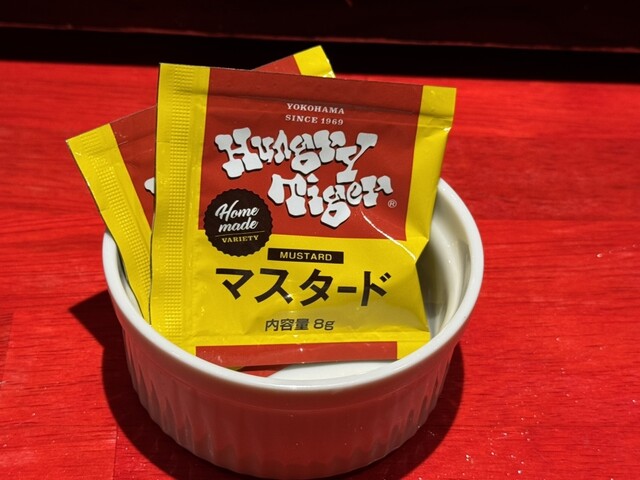 YOKOHAMA
SINCE 1969
Hungry
Tiger®
Home
made
VARIETY
MUSTARD
マスタード
内容量 8g